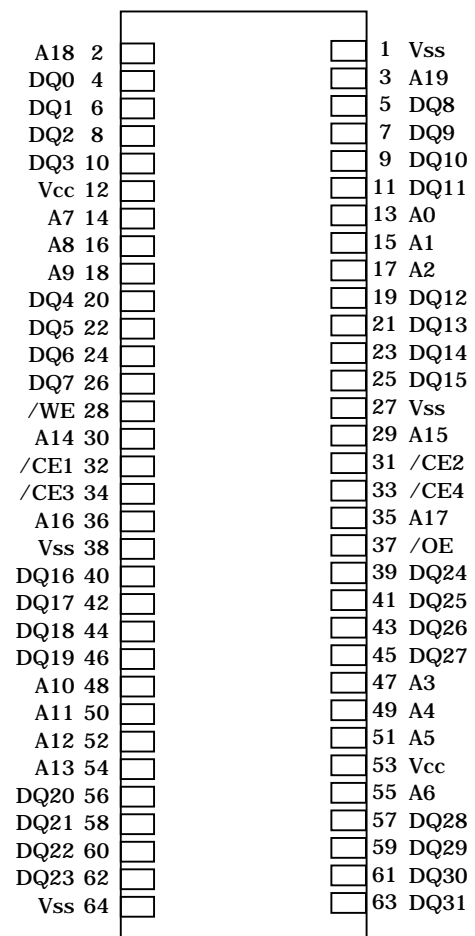 A18 2 1 Vss
DQ0 4 3 A19
DQ1 6 5 DQ8
DQ2 8 7 DQ9
DQ3 10 9 DQ10
Vcc 12 11 DQ11
A7 14 13 A0
A8 16 15 A1
A9 18 17 A2
DQ4 20 19 DQ12
DQ5 22 21 DQ13
DQ6 24 23 DQ14
DQ7 26 25 DQ15
/WE 28 27 Vss
A14 30 29 A15
/CE1 32 31 /CE2
/CE3 34 33 /CE4
A16 36 35 A17
Vss 38 37 /OE
DQ16 40 39 DQ24
DQ17 42 41 DQ25
DQ18 44 43 DQ26
DQ19 46 45 DQ27
A10 48 47 A3
A11 50 49 A4
A12 52 51 A5
A13 54 53 Vcc
DQ20 56 55 A6
DQ21 58 57 DQ28
DQ22 60 59 DQ29
DQ23 62 61 DQ30
Vss 64 63 DQ31